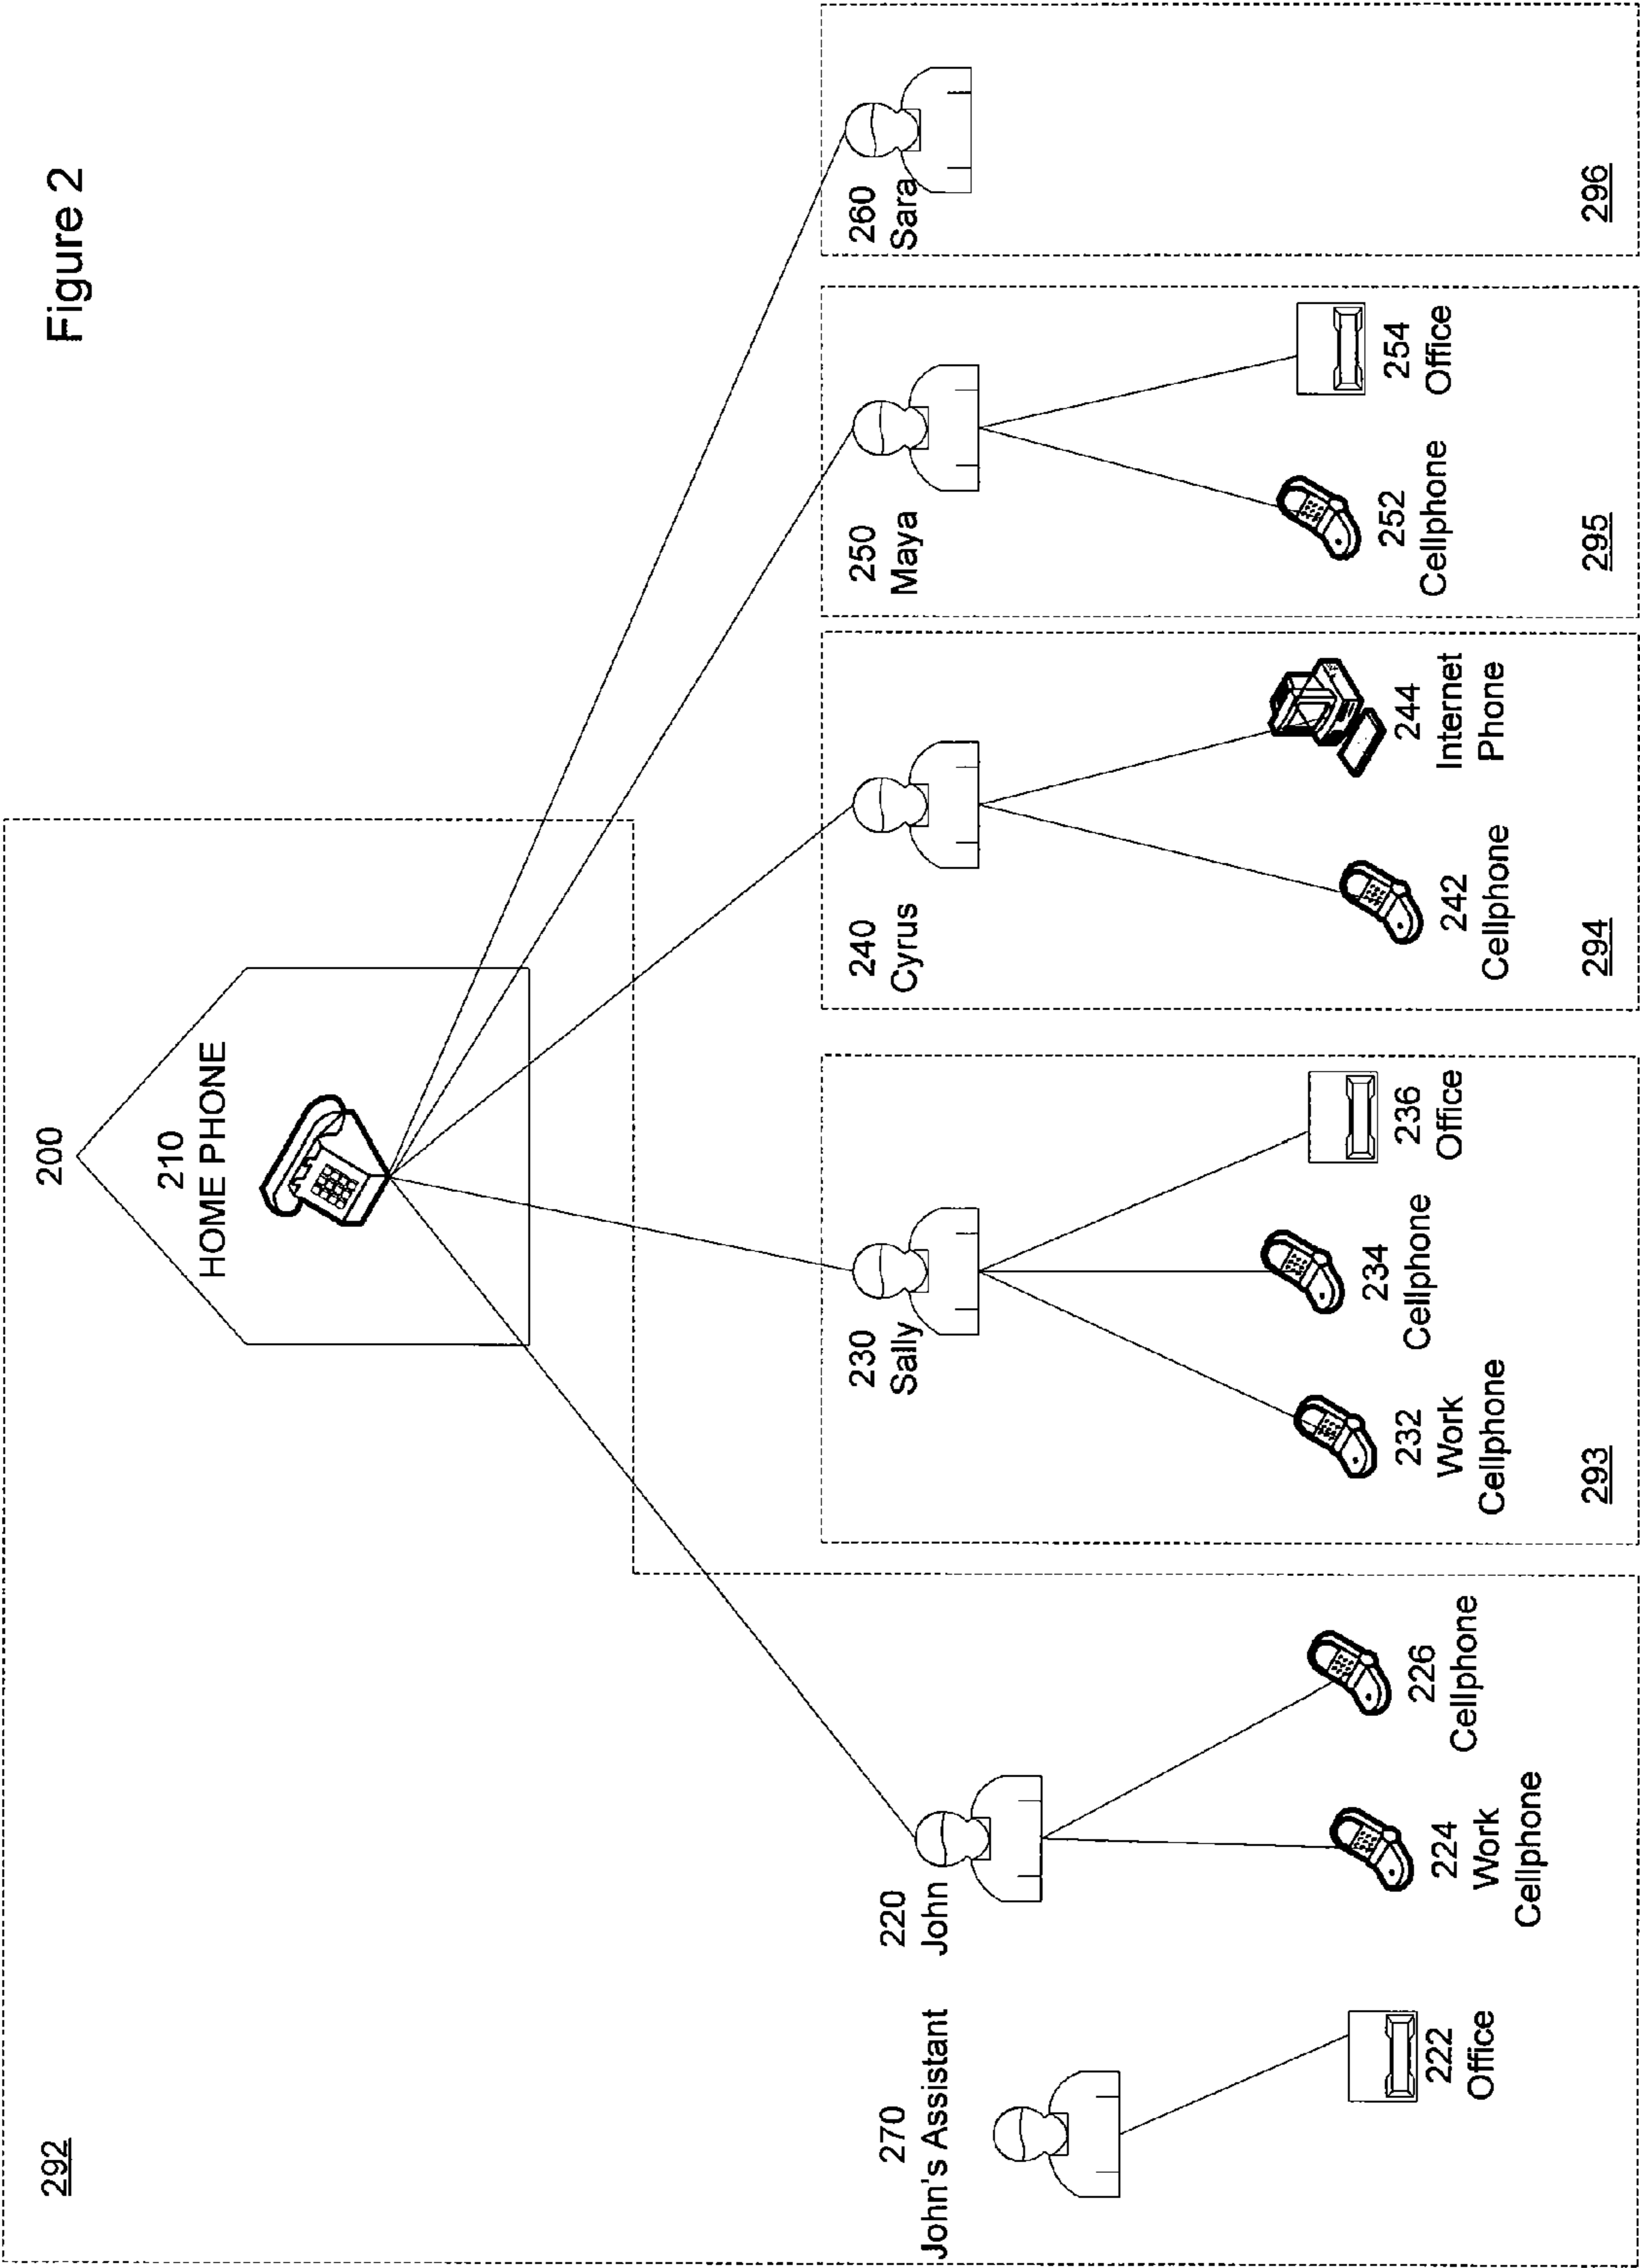 Figure 2
292
200
210
HOME PHONE
270
John's Assistant
220
John
230
Sally
240
Cyrus
250
Maya
260
Sara
222
Office
224
Work
Cellphone
226
Cellphone
232
Work
Cellphone
234
Cellphone
236
Office
242
Cellphone
244
Internet
Phone
252
Cellphone
254
Office
293
294
295
296